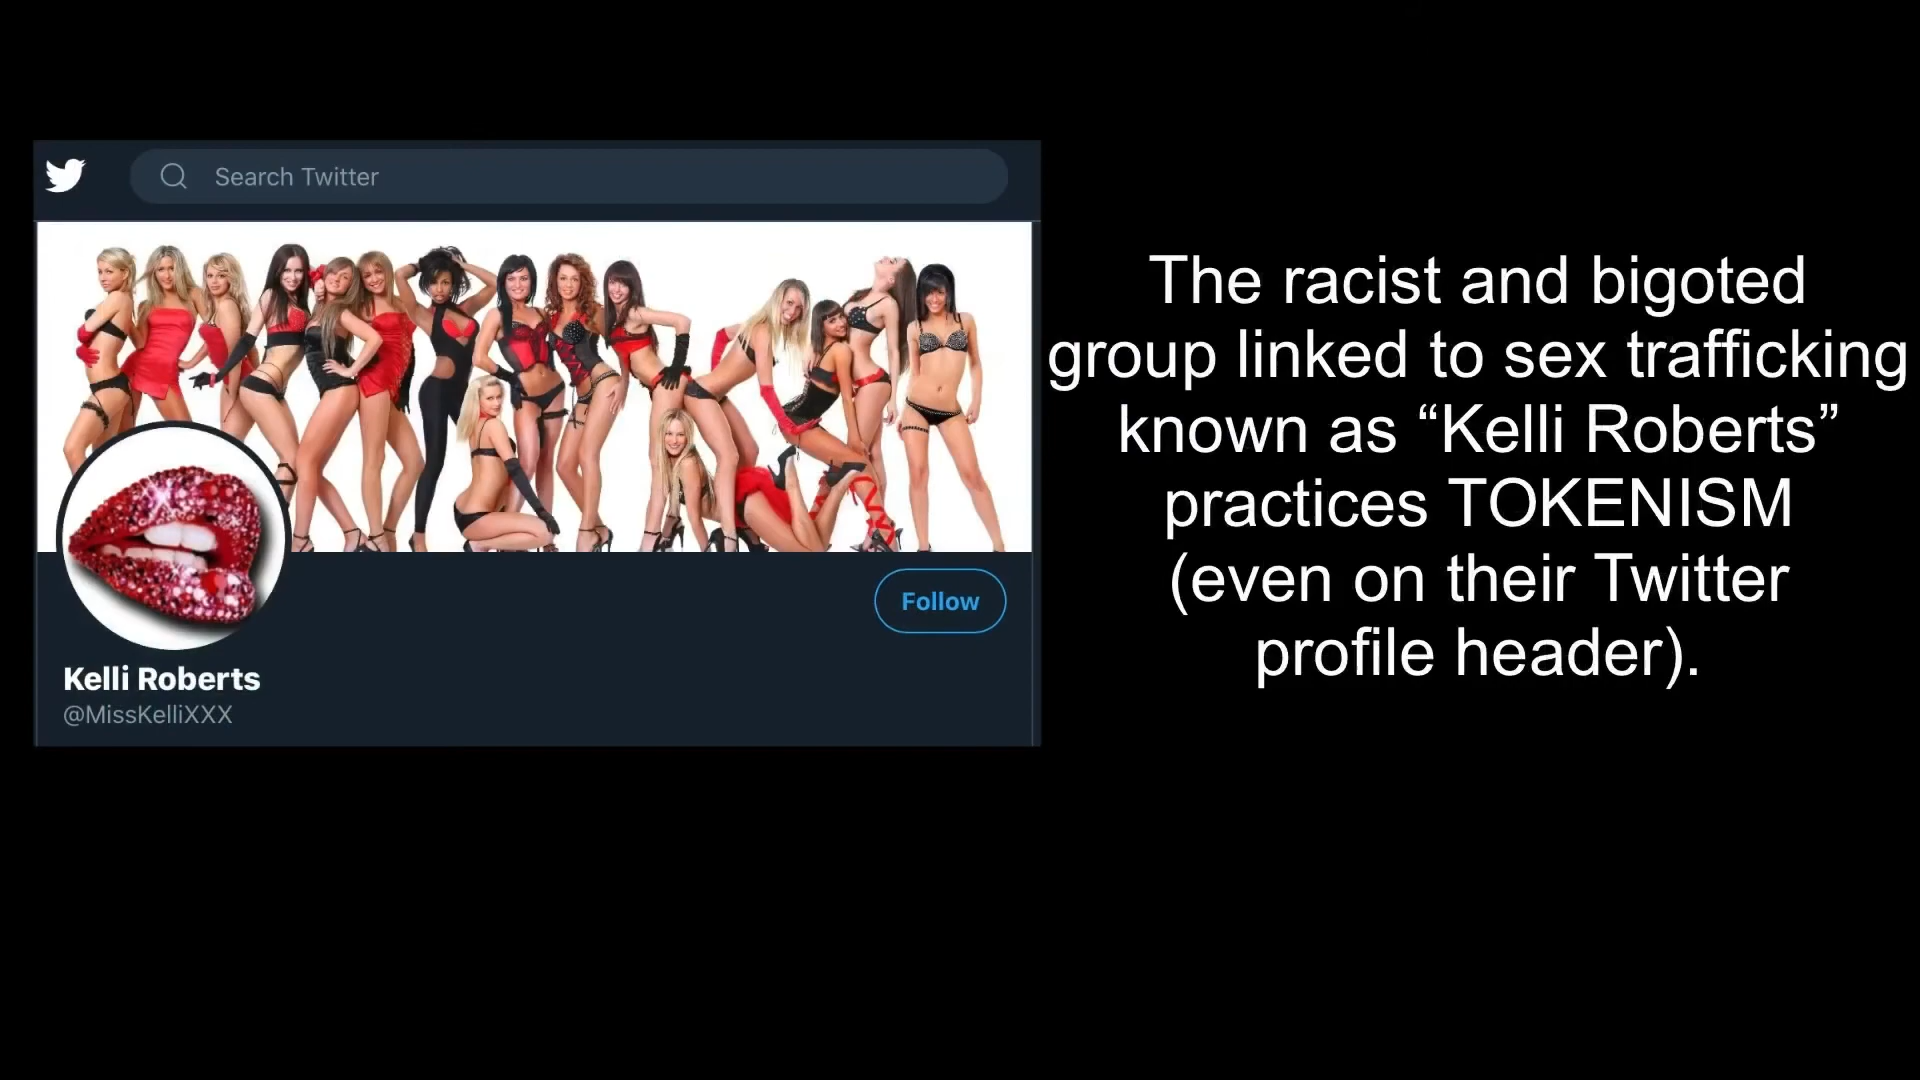 Search Twitter
Follow
Kelli Roberts
@MissKelliXXX
The racist and bigoted
group linked to sex trafficking
known as “Kelli Roberts”
practices TOKENISM
(even on their Twitter
profile header).